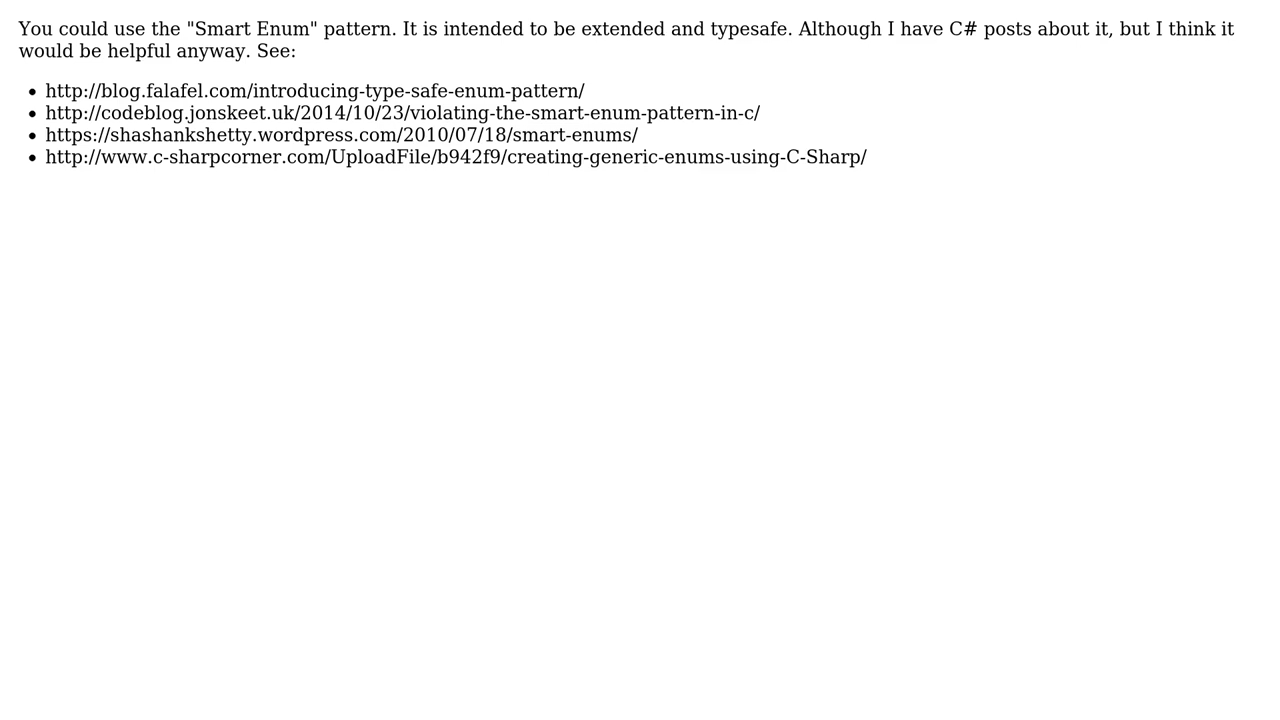 You could use the "Smart Enum" pattern. It is intended to be extended and typesafe. Although I have C# posts about it, but I think it
would be helpful anyway. See:
• http://blog.falafel.com/introducing-type-safe-enum-pattern/
• http://codeblog.jonskeet.uk/2014/10/23/violating-the-smart-enum-pattern-in-c/
• https://shashankshetty.wordpress.com/2010/07/18/smart-enums/
• http://www.c-sharpcorner.com/UploadFile/b942f9/creating-generic-enums-using-C-Sharp/